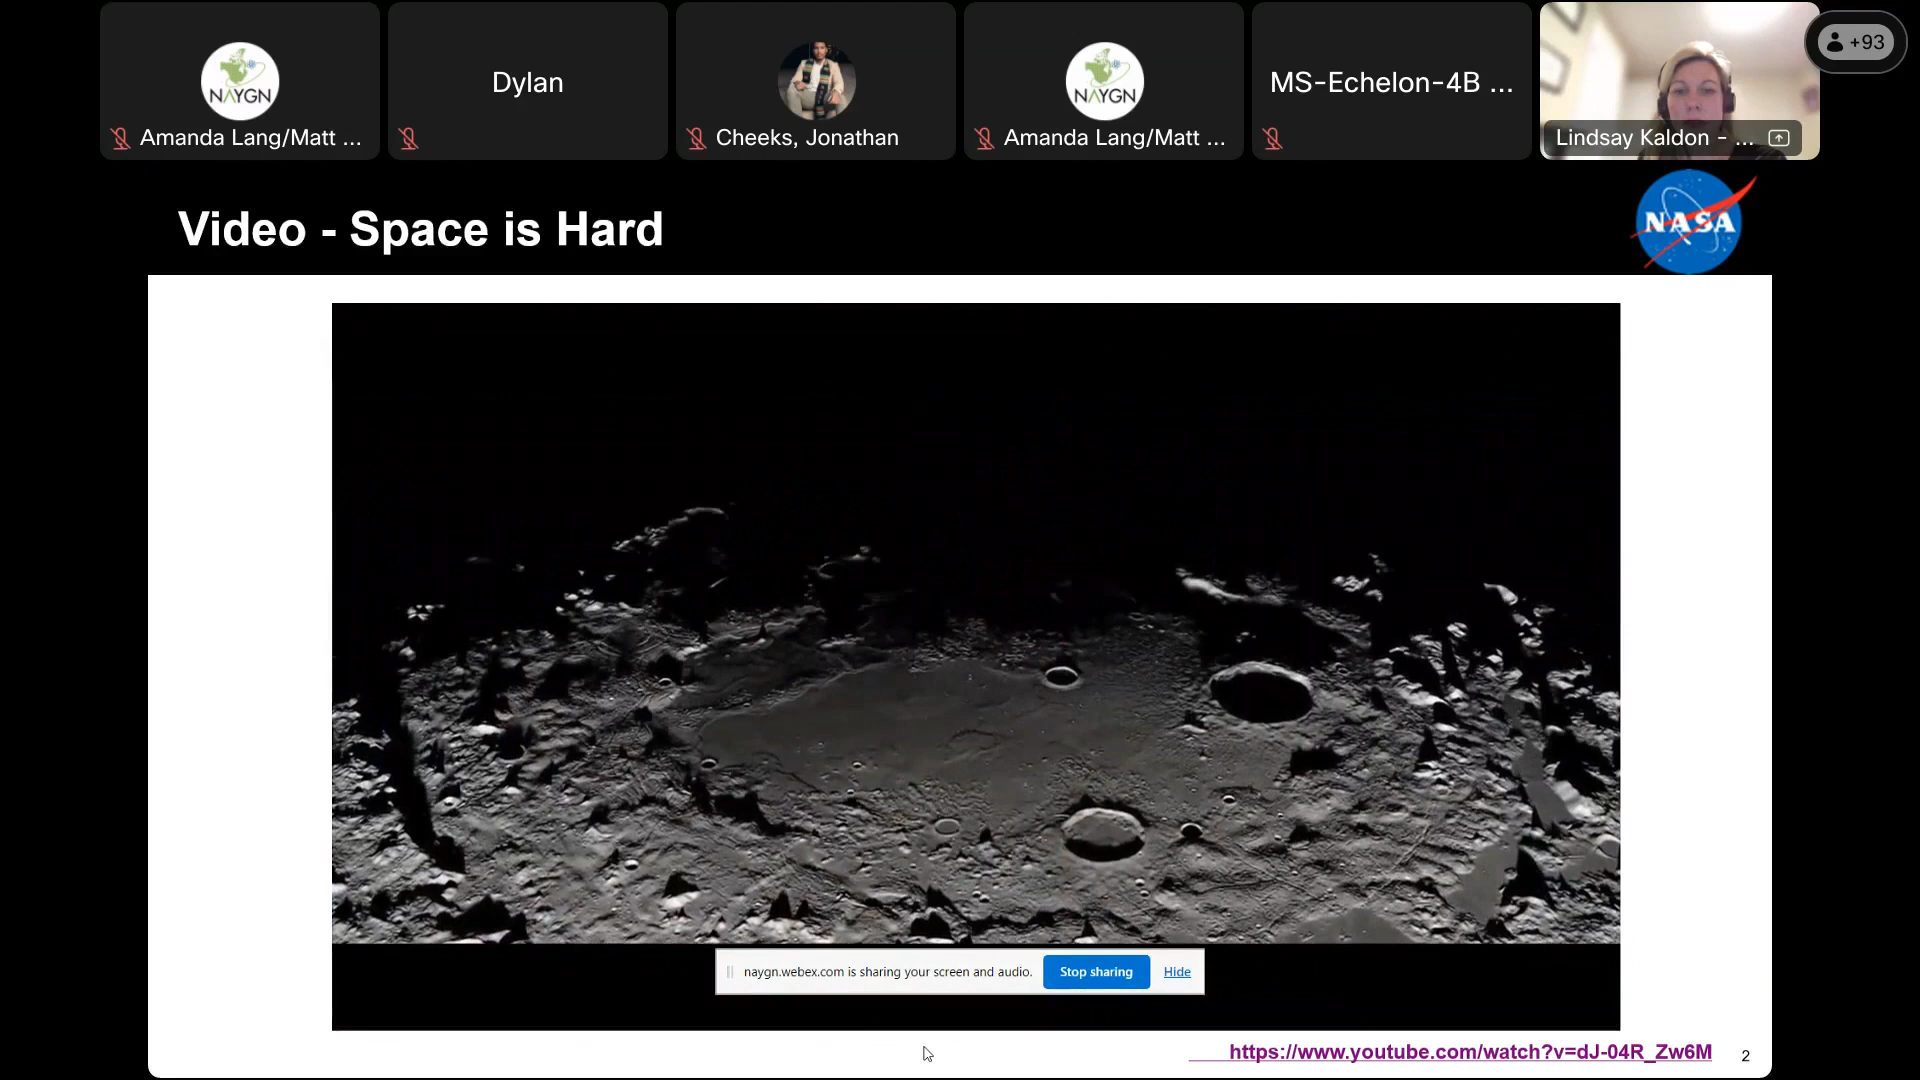 NAYGN
Amanda Lang/Matt ...
Dylan
Cheeks, Jonathan
NAYGN
Amanda Lang/Matt ...
MS-Echelon-4B ...
Lindsay Kaldon - ...
+93
Video - Space is Hard
NASA
naygn.webex.com is sharing your screen and audio.
Stop sharing
Hide
https://www.youtube.com/watch?v=dJ-04R_Zw6M
2